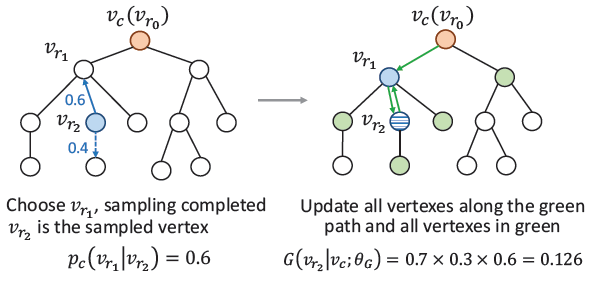 v_c(v_{r_0})
v_{r_1}
0.6
v_{r_2}
0.4
Choose v_{r_1}, sampling completed
v_{r_2} is the sampled vertex
p_c(v_{r_1}|v_{r_2}) = 0.6
v_c(v_{r_0})
v_{r_1}
v_{r_2}
Update all vertexes along the green
path and all vertexes in green
G(v_{r_2}|v_c; θ_G) = 0.7 × 0.3 × 0.6 = 0.126